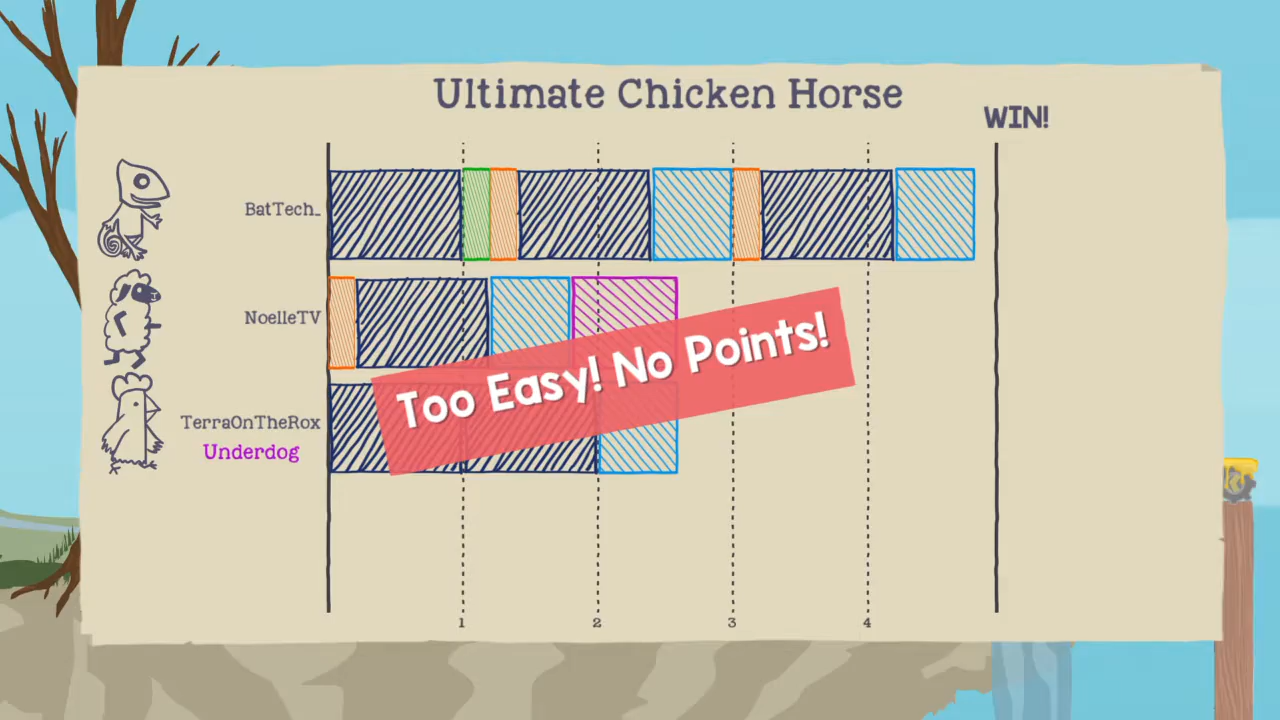 Ultimate Chicken Horse
WIN!
BatTech_
NoelleTV
Too Easy! No Points!
TerraOnTheRox
Underdog
1 2 3 4